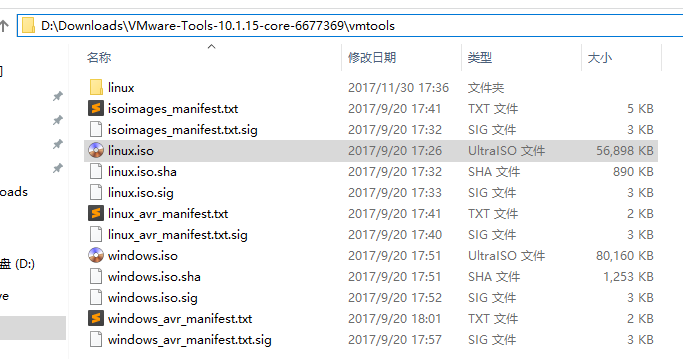 D:\Downloads\VMware-Tools-10.1.15-core-6677369\vmtools
名称 修改日期 类型 大小
linux 2017/11/30 17:36 文件夹
isoimages_manifest.txt 2017/9/20 17:41 TXT 文件 5 KB
isoimages_manifest.txt.sig 2017/9/20 17:32 SIG 文件 3 KB
linux.iso 2017/9/20 17:26 UltraISO 文件 56,898 KB
linux.iso.sha 2017/9/20 17:32 SHA 文件 890 KB
oads linux.iso.sig 2017/9/20 17:33 SIG 文件 3 KB
linux_avr_manifest.txt 2017/9/20 17:41 TXT 文件 2 KB
linux_avr_manifest.txt.sig 2017/9/20 17:40 SIG 文件 3 KB
盘 (D:) windows.iso 2017/9/20 17:51 UltraISO 文件 80,160 KB
windows.iso.sha 2017/9/20 17:51 SHA 文件 1,253 KB
ve windows.iso.sig 2017/9/20 17:52 SIG 文件 3 KB
windows_avr_manifest.txt 2017/9/20 18:01 TXT 文件 2 KB
windows_avr_manifest.txt.sig 2017/9/20 17:57 SIG 文件 3 KB